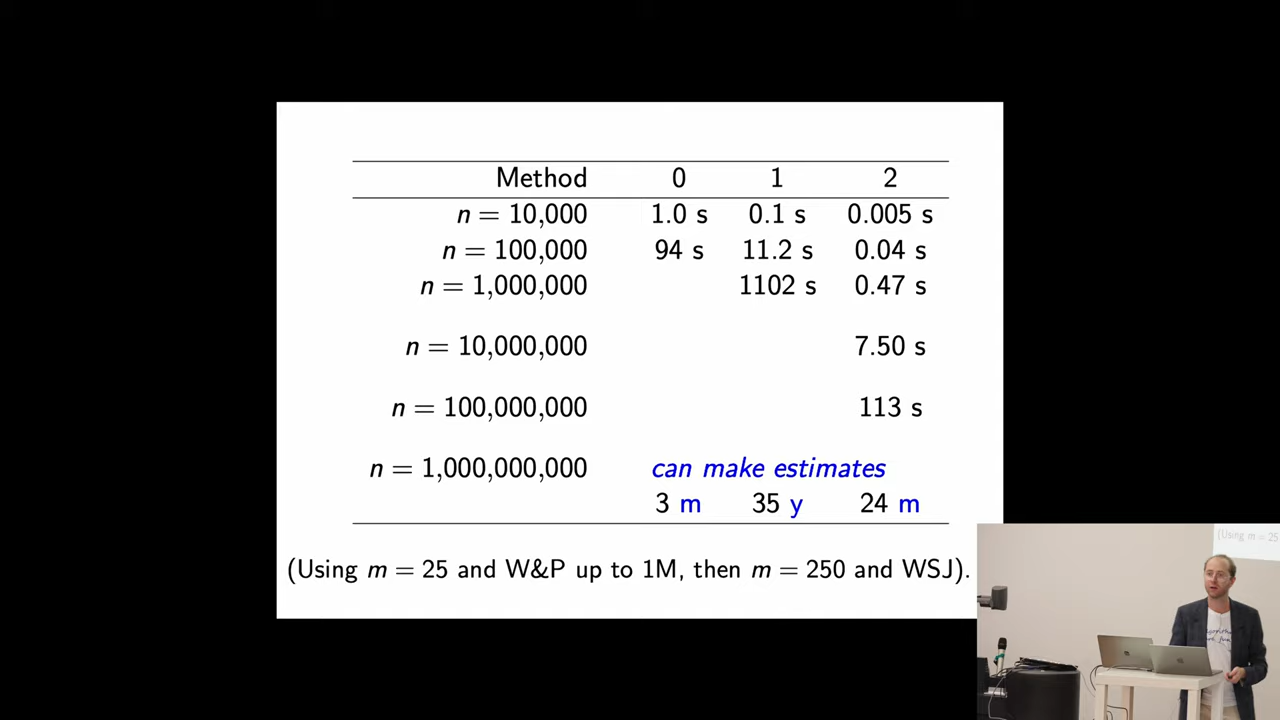 Method 0 1 2
n = 10,000 1.0 s 0.1 s 0.005 s
n = 100,000 94 s 11.2 s 0.04 s
n = 1,000,000 1102 s 0.47 s
n = 10,000,000 7.50 s
n = 100,000,000 113 s
n = 1,000,000,000 can make estimates
3 m 35 y 24 m
(Using m = 25 and W&P up to 1M, then m = 250 and WSJ).
(Using m = 25